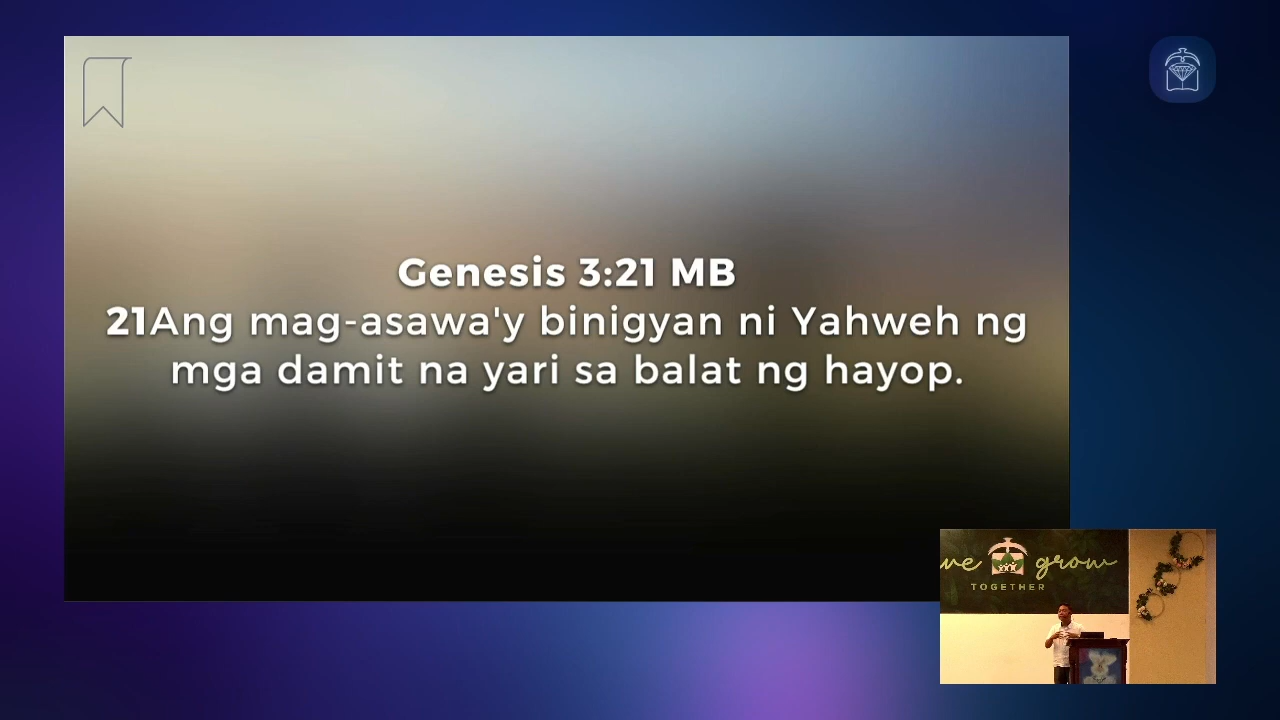 Genesis 3:21 MB
21Ang mag-asawa'y binigyan ni Yahweh ng
mga damit na yari sa balat ng hayop.
we grow
TOGETHER